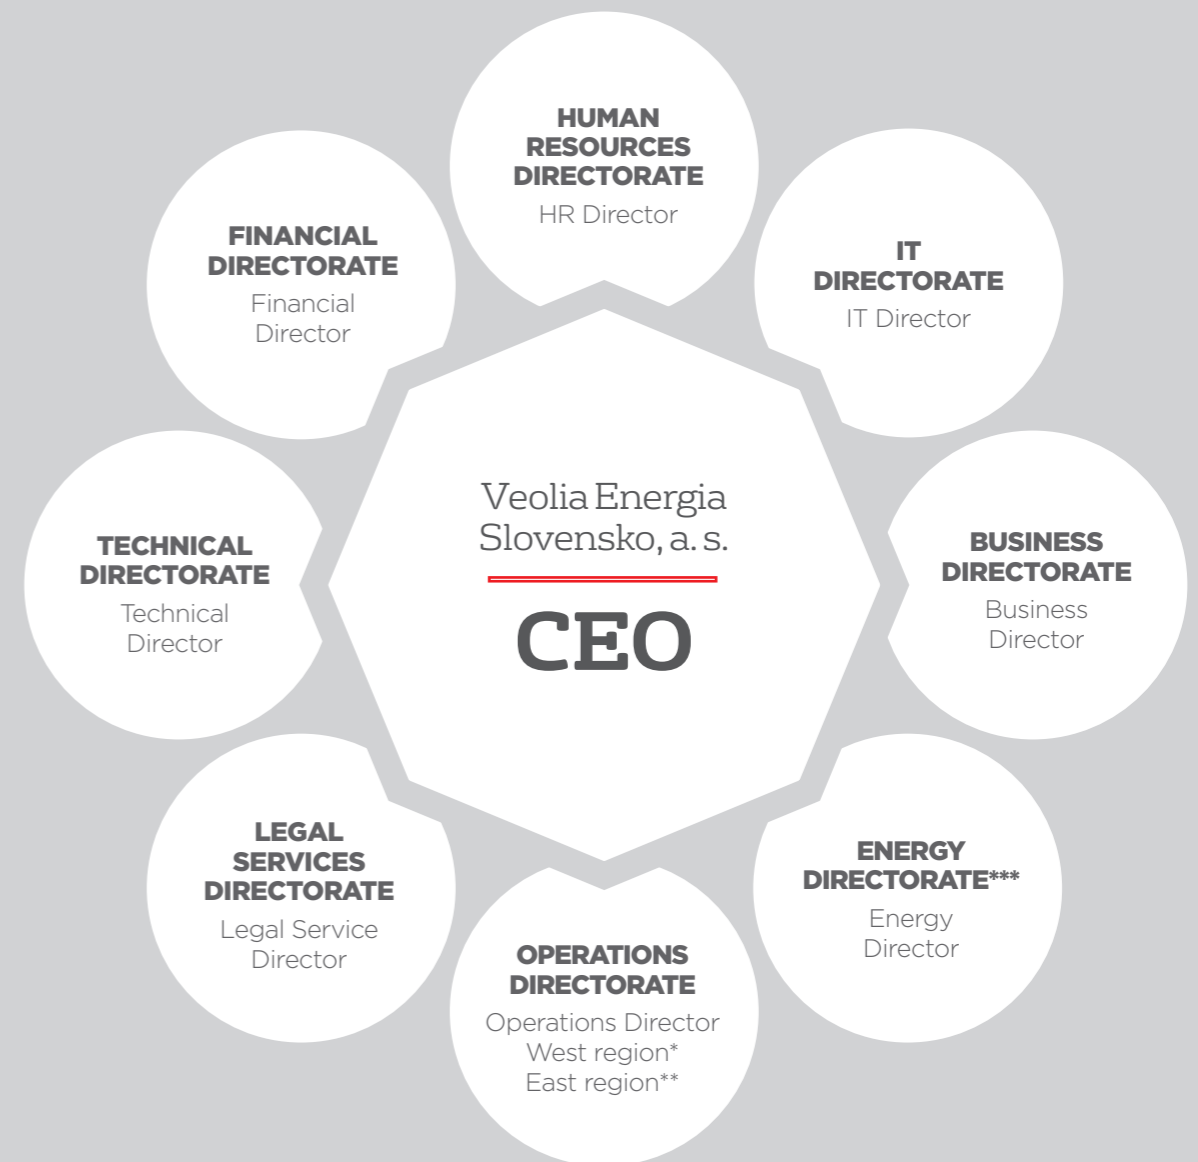 HUMAN
RESOURCES
DIRECTORATE
HR Director
FINANCIAL
DIRECTORATE
Financial
Director
IT
DIRECTORATE
IT Director
Veolia Energia
Slovensko, a. s.
CEO
TECHNICAL
DIRECTORATE
Technical
Director
BUSINESS
DIRECTORATE
Business
Director
LEGAL
SERVICES
DIRECTORATE
Legal Service
Director
ENERGY
DIRECTORATE***
Energy
Director
OPERATIONS
DIRECTORATE
Operations Director
West region*
East region**